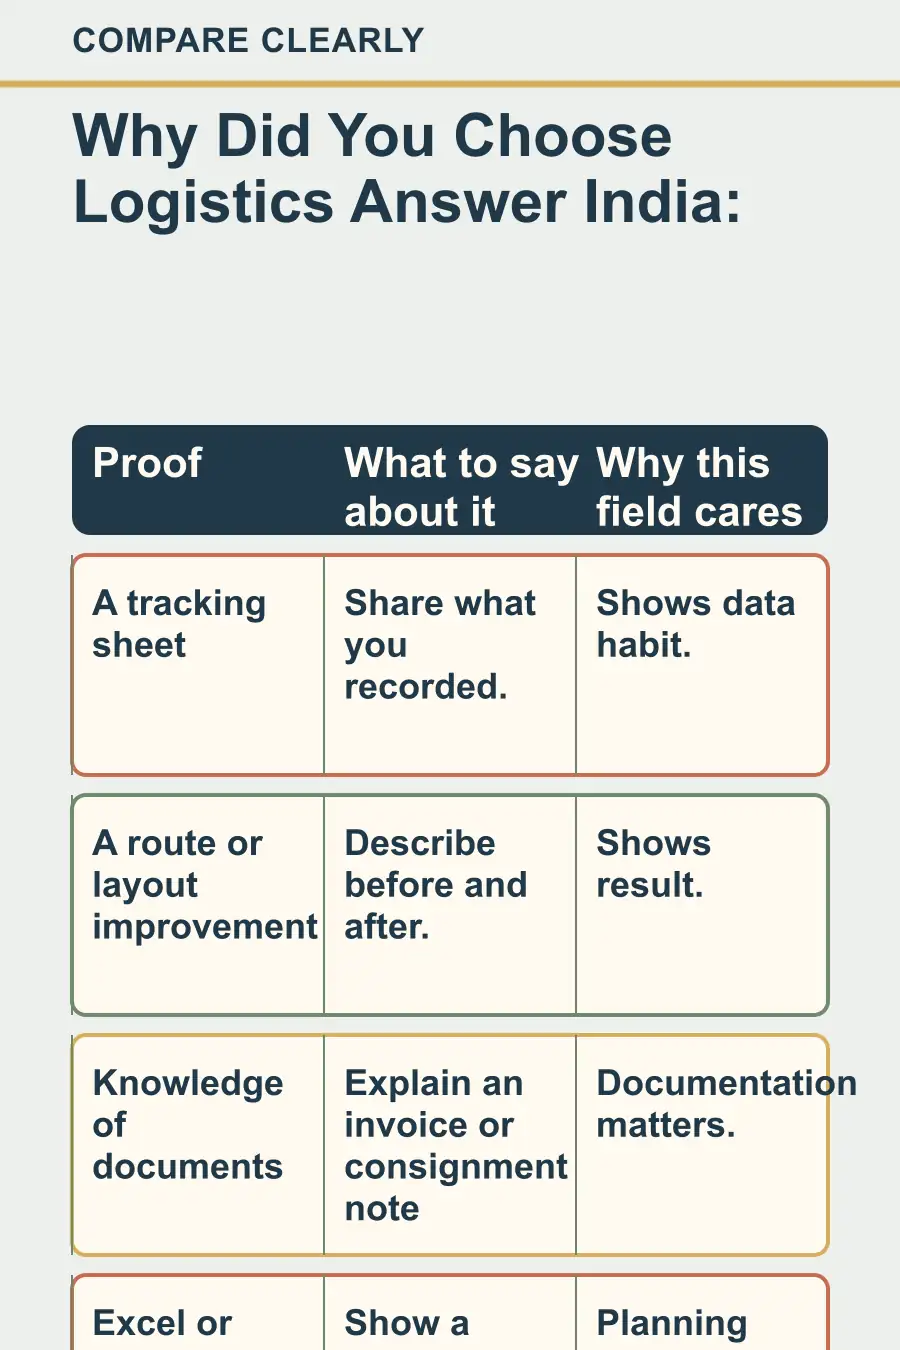 COMPARE CLEARLY
Why Did You Choose
Logistics Answer India:
Proof
What to say
about it
Why this
field cares
A tracking
sheet
Share what
you
recorded.
Shows data
habit.
A route or
layout
improvement
Describe
before and
after.
Shows
result.
Knowledge
of
documents
Explain an
invoice or
consignment
note
Documentation
matters.
Excel or
Show a
Planning